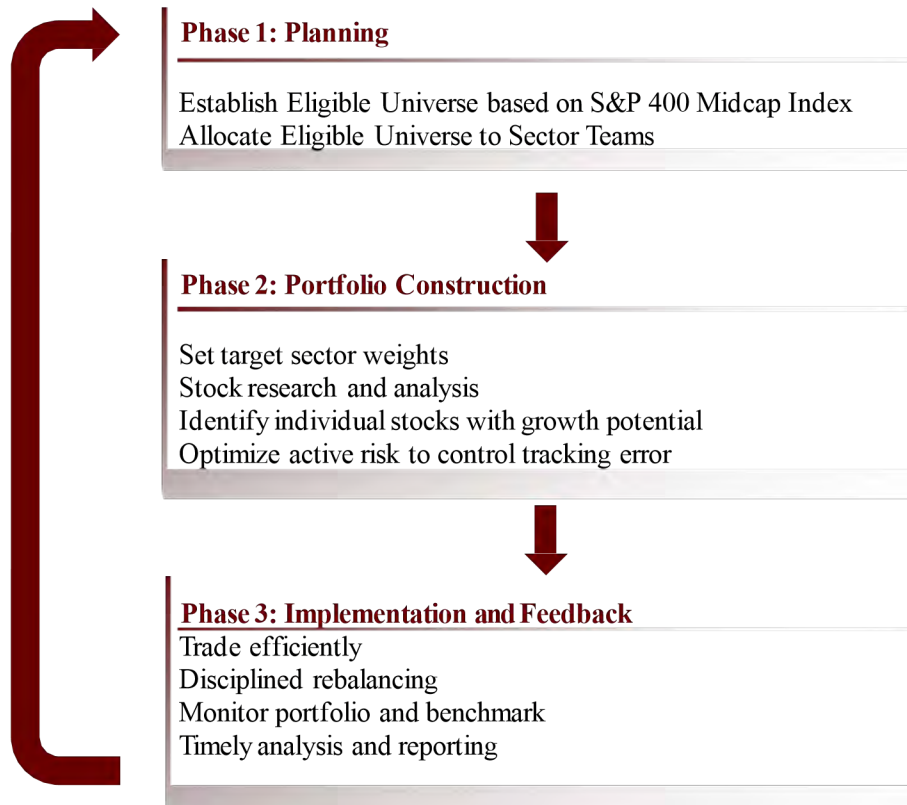 Phase 1: Planning
Establish Eligible Universe based on S&P 400 Midcap Index
Allocate Eligible Universe to Sector Teams
Phase 2: Portfolio Construction
Set target sector weights
Stock research and analysis
Identify individual stocks with growth potential
Optimize active risk to control tracking error
Phase 3: Implementation and Feedback
Trade efficiently
Disciplined rebalancing
Monitor portfolio and benchmark
Timely analysis and reporting